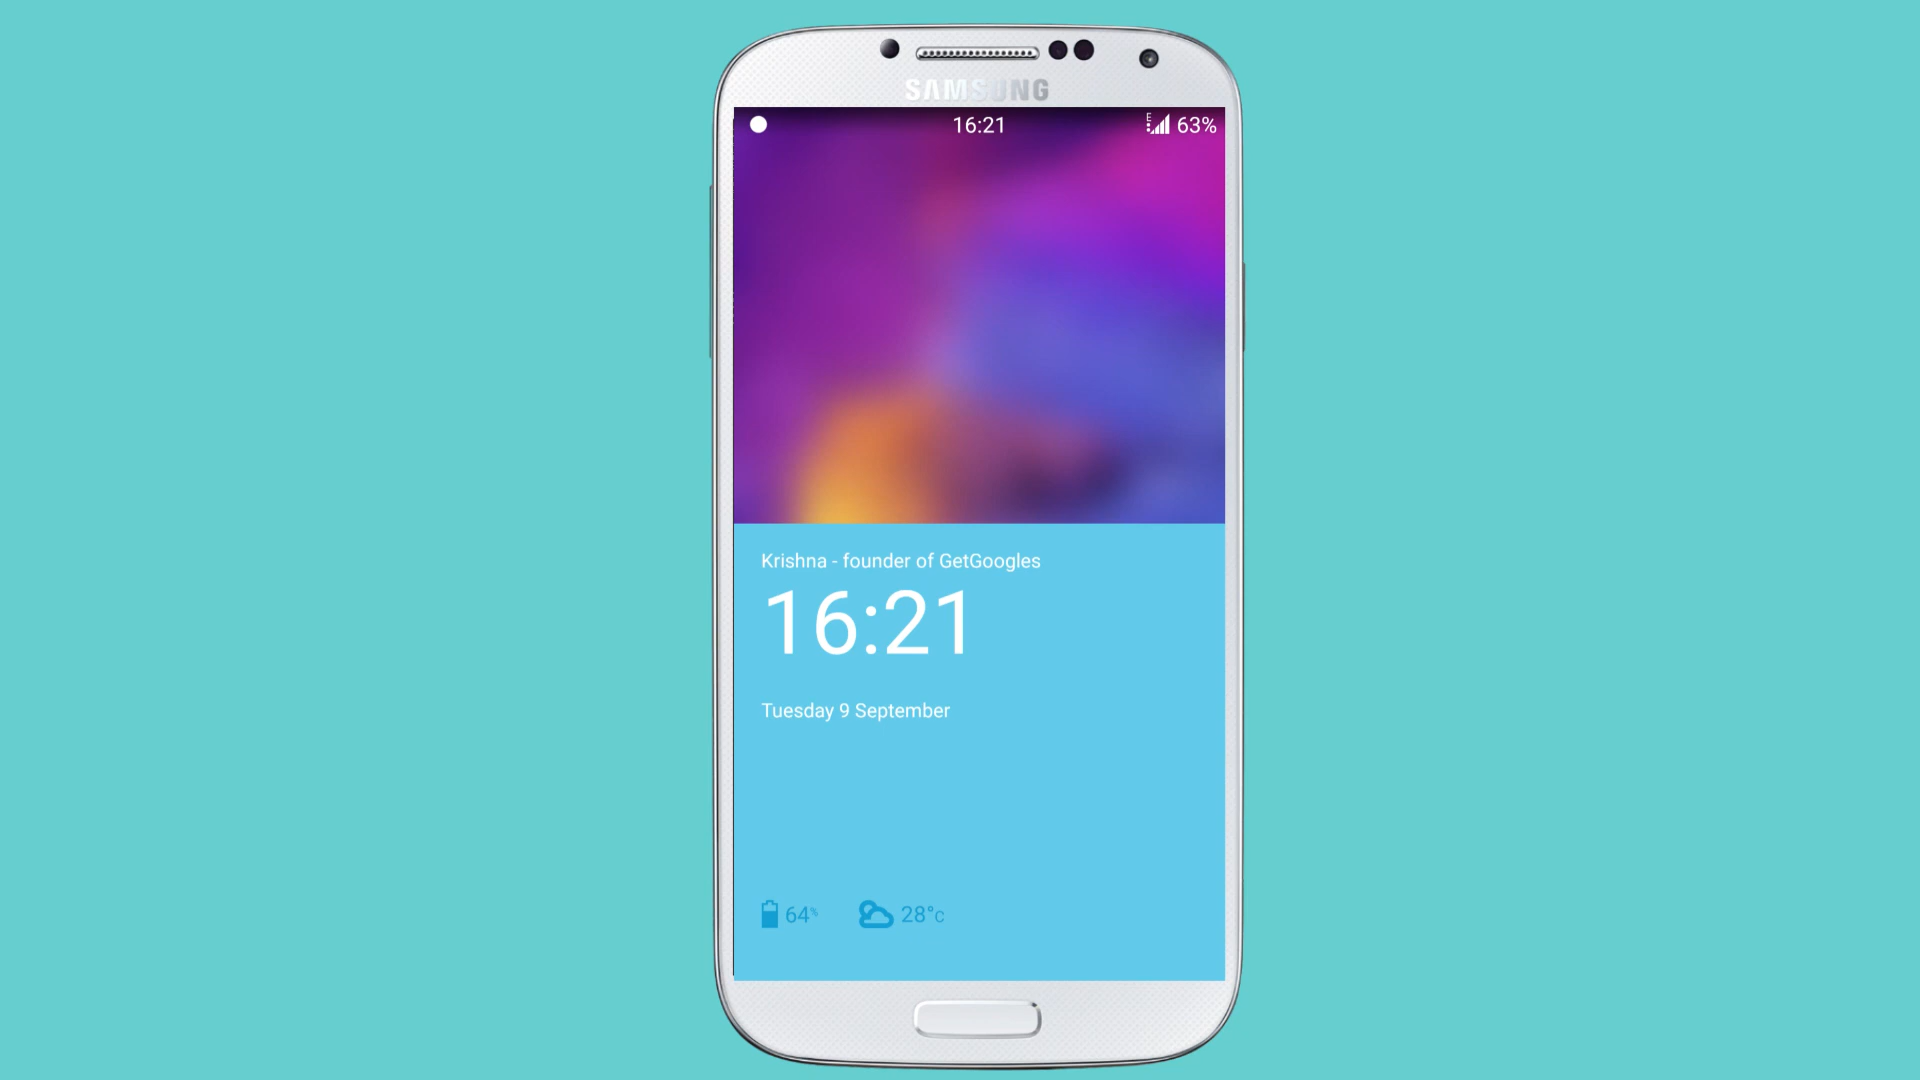 SAMSUNG
16:21 E 63%
Krishna - founder of GetGoogles
16:21
Tuesday 9 September
64% 28°C